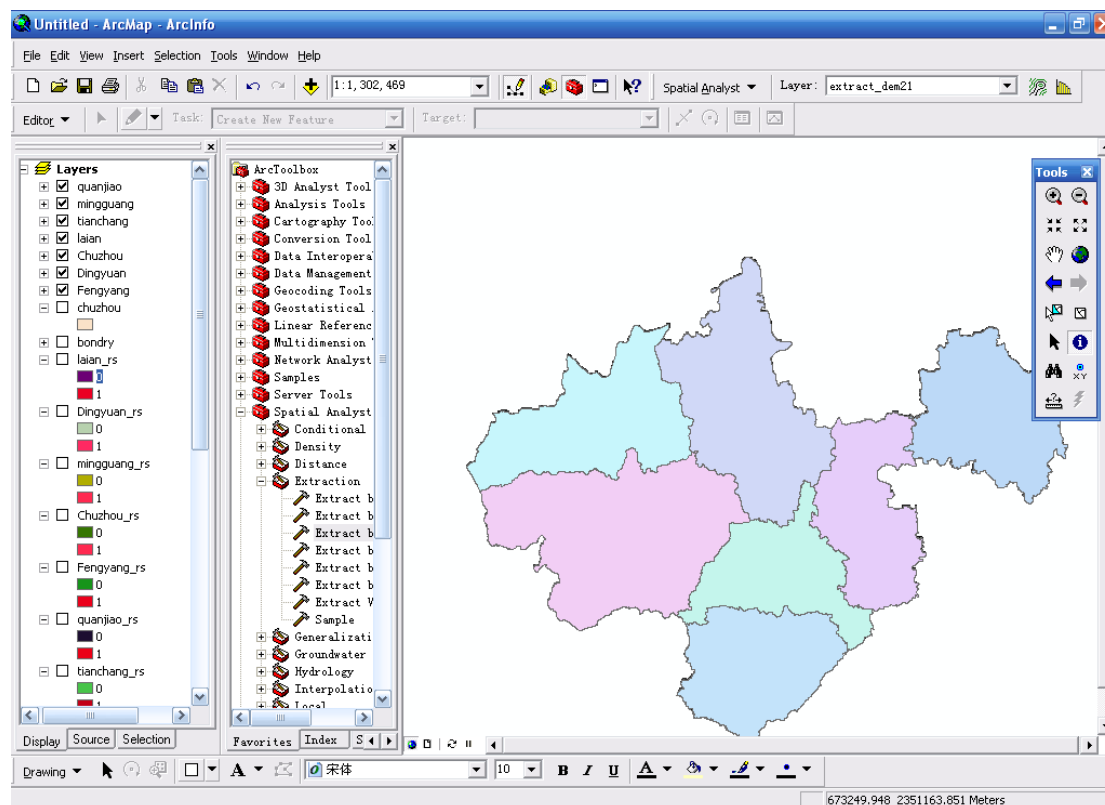 Untitled - ArcMap - ArcInfo
File Edit View Insert Selection Tools Window Help
1:1,302,469
Spatial Analyst
Layer:
extract_dem21
Editor
Task:
Create New Feature
Target:
Layers
quanjiao
mingguang
tianchang
laian
Chuzhou
Dingyuan
Fengyang
chuzhou
bondry
laian_rs
0
1
Dingyuan_rs
0
1
mingguang_rs
0
1
Chuzhou_rs
0
1
Fengyang_rs
0
1
quanjiao_rs
0
1
tianchang_rs
0
1
Display Source Selection
ArcToolbox
3D Analyst Tool
Analysis Tools
Cartography Too
Conversion Tool
Data Interopera
Data Management
Geocoding Tools
Geostatistical
Linear Referenc
Multidimension
Network Analyst
Samples
Server Tools
Spatial Analyst
Conditional
Density
Distance
Extraction
Extract b
Extract b
Extract b
Extract b
Extract b
Extract b
Extract V
Sample
Generalizati
Groundwater
Hydrology
Interpolatio
Local
Favorites Index S
Tools
XY
Drawing
A
宋体
10
B I U A
673249.948 2351163.851 Meters